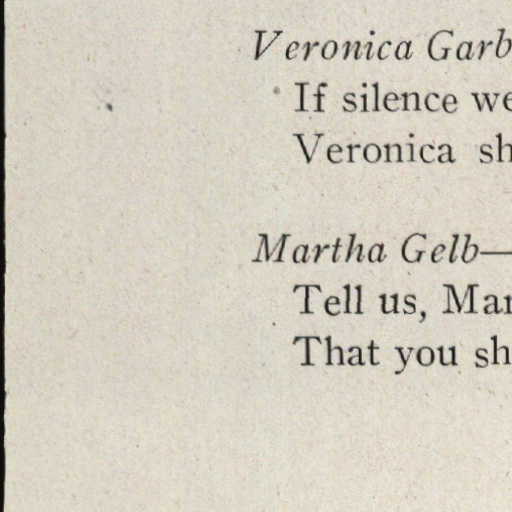 Veronica Garb
If silence we
Veronica sh
Martha Gelb—
Tell us, Mar
That you sh